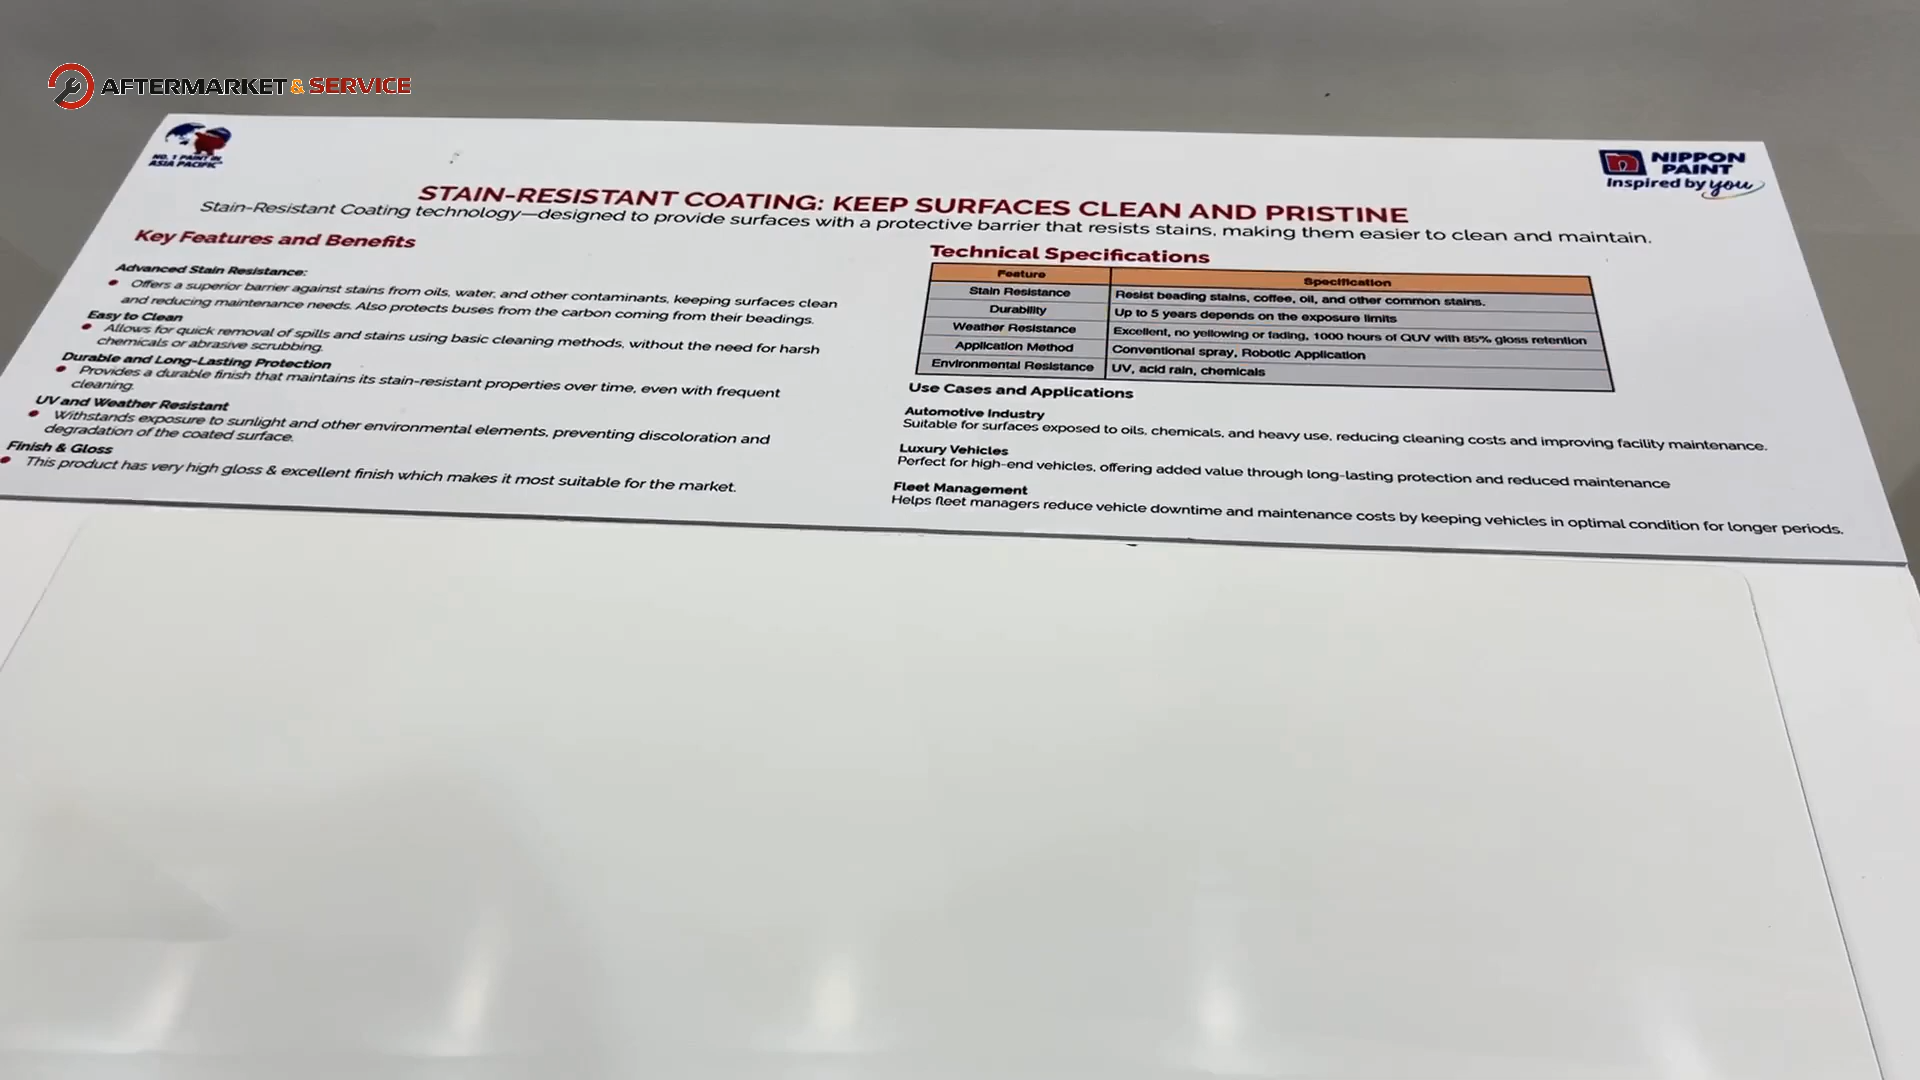 AFTERMARKET & SERVICE
NO. 1 PAINT IN
ASIA PACIFIC
NIPPON
PAINT
Inspired by you
STAIN-RESISTANT COATING: KEEP SURFACES CLEAN AND PRISTINE
Stain-Resistant Coating technology—designed to provide surfaces with a protective barrier that resists stains, making them easier to clean and maintain.
Key Features and Benefits
Advanced Stain Resistance:
Offers a superior barrier against stains from oils, water, and other contaminants, keeping surfaces clean
and reducing maintenance needs. Also protects buses from the carbon coming from their beadings.
Easy to Clean
Allows for quick removal of spills and stains using basic cleaning methods, without the need for harsh
chemicals or abrasive scrubbing.
Durable and Long-Lasting Protection
Provides a durable finish that maintains its stain-resistant properties over time, even with frequent
cleaning.
UV and Weather Resistant
Withstands exposure to sunlight and other environmental elements, preventing discoloration and
degradation of the coated surface.
Finish & Gloss
This product has very high gloss & excellent finish which makes it most suitable for the market.
Technical Specifications
Feature Specification
Stain Resistance Resist beading stains, coffee, oil, and other common stains.
Durability Up to 5 years depends on the exposure limits
Weather Resistance Excellent, no yellowing or fading, 1000 hours of QUV with 85% gloss retention
Application Method Conventional spray, Robotic Application
Environmental Resistance UV, acid rain, chemicals
Use Cases and Applications
Automotive Industry
Suitable for surfaces exposed to oils, chemicals, and heavy use, reducing cleaning costs and improving facility maintenance.
Luxury Vehicles
Perfect for high-end vehicles, offering added value through long-lasting protection and reduced maintenance
Fleet Management
Helps fleet managers reduce vehicle downtime and maintenance costs by keeping vehicles in optimal condition for longer periods.